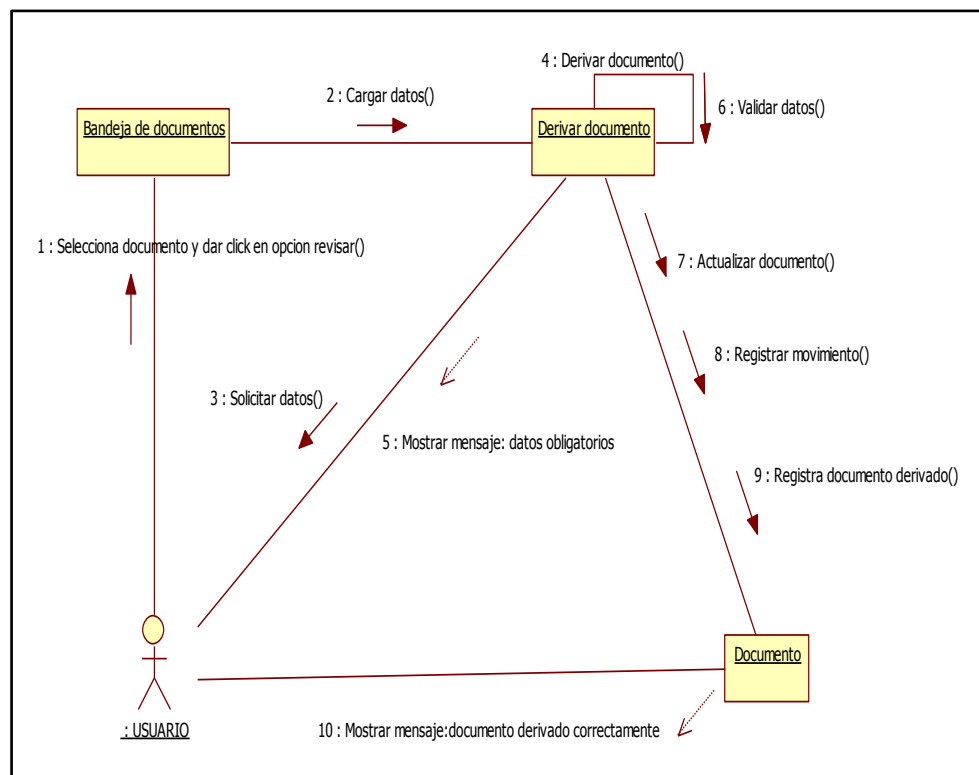 4 : Derivar documento()
2 : Cargar datos()
6 : Validar datos()
Bandeja de documentos
Derivar documento
1 : Selecciona documento y dar click en opcion revisar()
7 : Actualizar documento()
8 : Registrar movimiento()
3 : Solicitar datos()
5 : Mostrar mensaje: datos obligatorios
9 : Registra documento derivado()
Documento
: USUARIO
10 : Mostrar mensaje:documento derivado correctamente